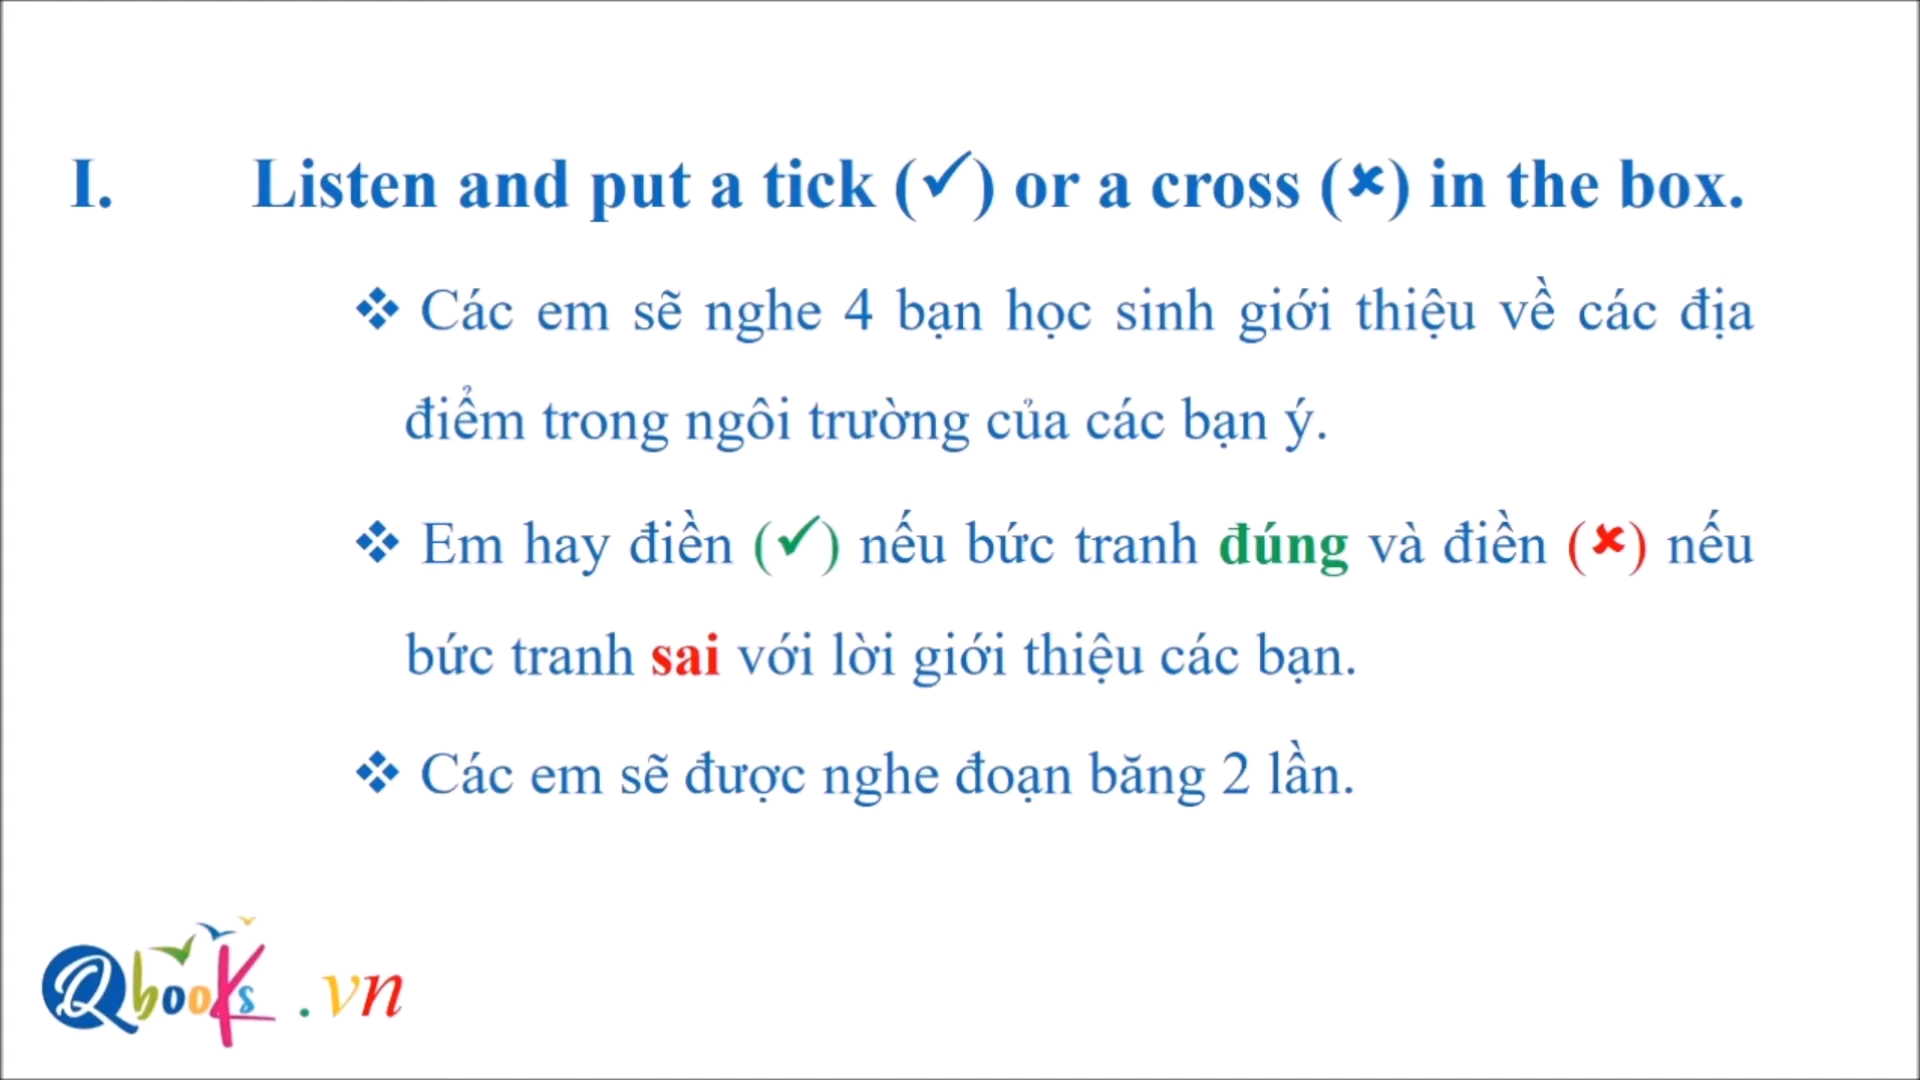 I. Listen and put a tick (✓) or a cross (✗) in the box.
❖ Các em sẽ nghe 4 bạn học sinh giới thiệu về các địa
điểm trong ngôi trường của các bạn ý.
❖ Em hay điền (✓) nếu bức tranh đúng và điền (✗) nếu
bức tranh sai với lời giới thiệu các bạn.
❖ Các em sẽ được nghe đoạn băng 2 lần.
Qbooks.vn